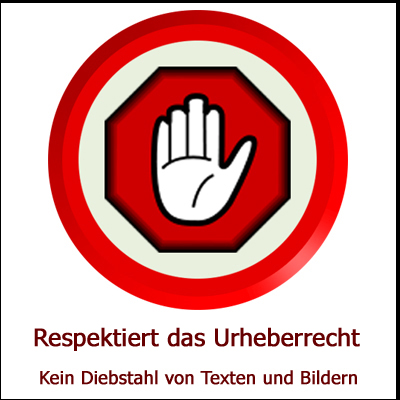 Respektiert das Urheberrecht
Kein Diebstahl von Texten und Bildern